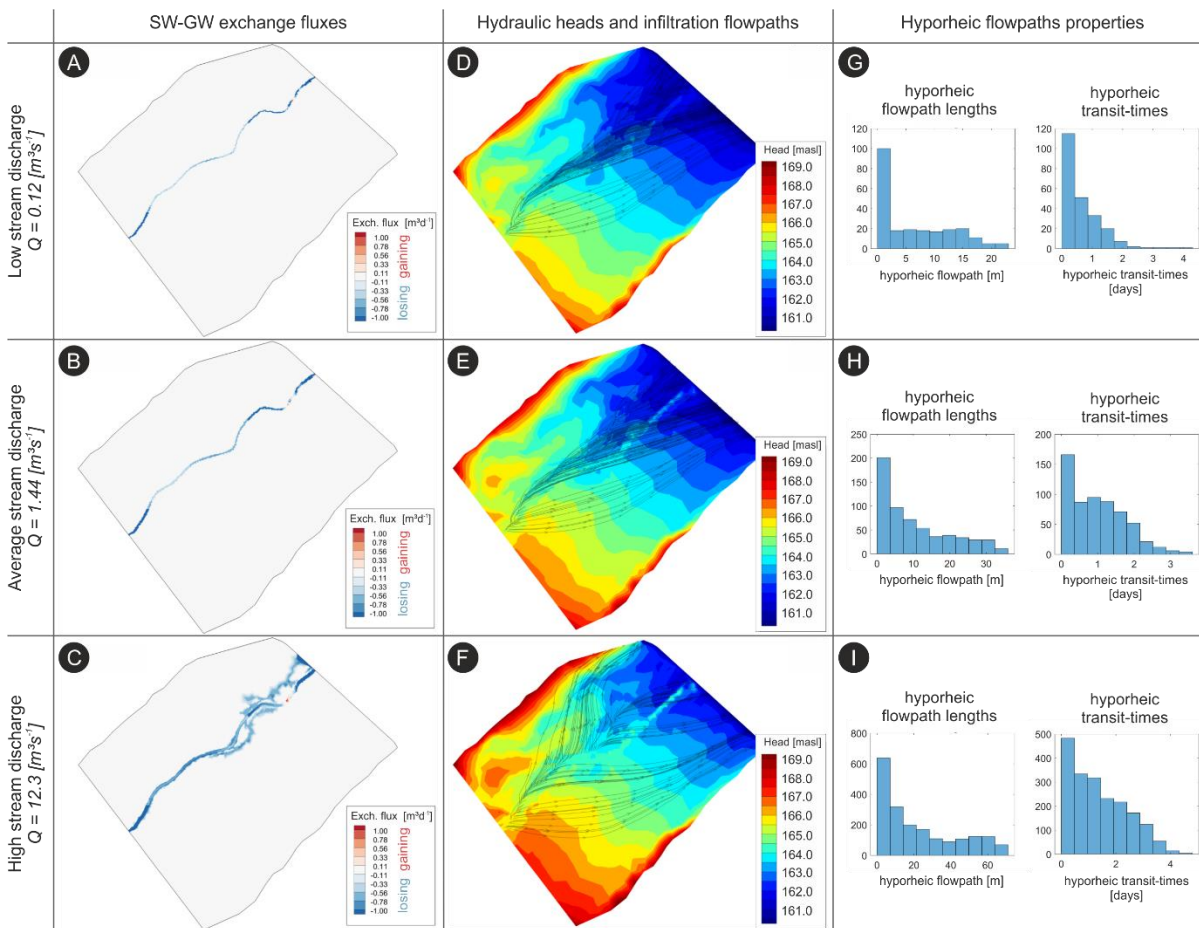 SW-GW exchange fluxes
Hydraulic heads and infiltration flowpaths
Hyporheic flowpaths properties
Low stream discharge
Q = 0.12 [m³s⁻¹]
A
Exch. flux [m³d⁻¹]
1.00
0.78
0.56
0.33
0.11
-0.11
-0.33
-0.56
-0.78
-1.00
losing gaining
D
Head [masl]
169.0
168.0
167.0
166.0
165.0
164.0
163.0
162.0
161.0
G
hyporheic
flowpath lengths
120
100
80
60
40
20
0
0 5 10 15 20
hyporheic flowpath [m]
hyporheic
transit-times
120
100
80
60
40
20
0
0 1 2 3 4
hyporheic transit-times
[days]
Average stream discharge
Q = 1.44 [m³s⁻¹]
B
Exch. flux [m³d⁻¹]
1.00
0.78
0.56
0.33
0.11
-0.11
-0.33
-0.56
-0.78
-1.00
losing gaining
E
Head [masl]
169.0
168.0
167.0
166.0
165.0
164.0
163.0
162.0
161.0
H
hyporheic
flowpath lengths
250
200
150
100
50
0
0 10 20 30
hyporheic flowpath [m]
hyporheic
transit-times
200
150
100
50
0
0 1 2 3
hyporheic transit-times
[days]
High stream discharge
Q = 12.3 [m³s⁻¹]
C
Exch. flux [m³d⁻¹]
1.00
0.78
0.56
0.33
0.11
-0.11
-0.33
-0.56
-0.78
-1.00
losing gaining
F
Head [masl]
169.0
168.0
167.0
166.0
165.0
164.0
163.0
162.0
161.0
I
hyporheic
flowpath lengths
800
600
400
200
0
0 20 40 60
hyporheic flowpath [m]
hyporheic
transit-times
500
400
300
200
100
0
0 2 4
hyporheic transit-times
[days]